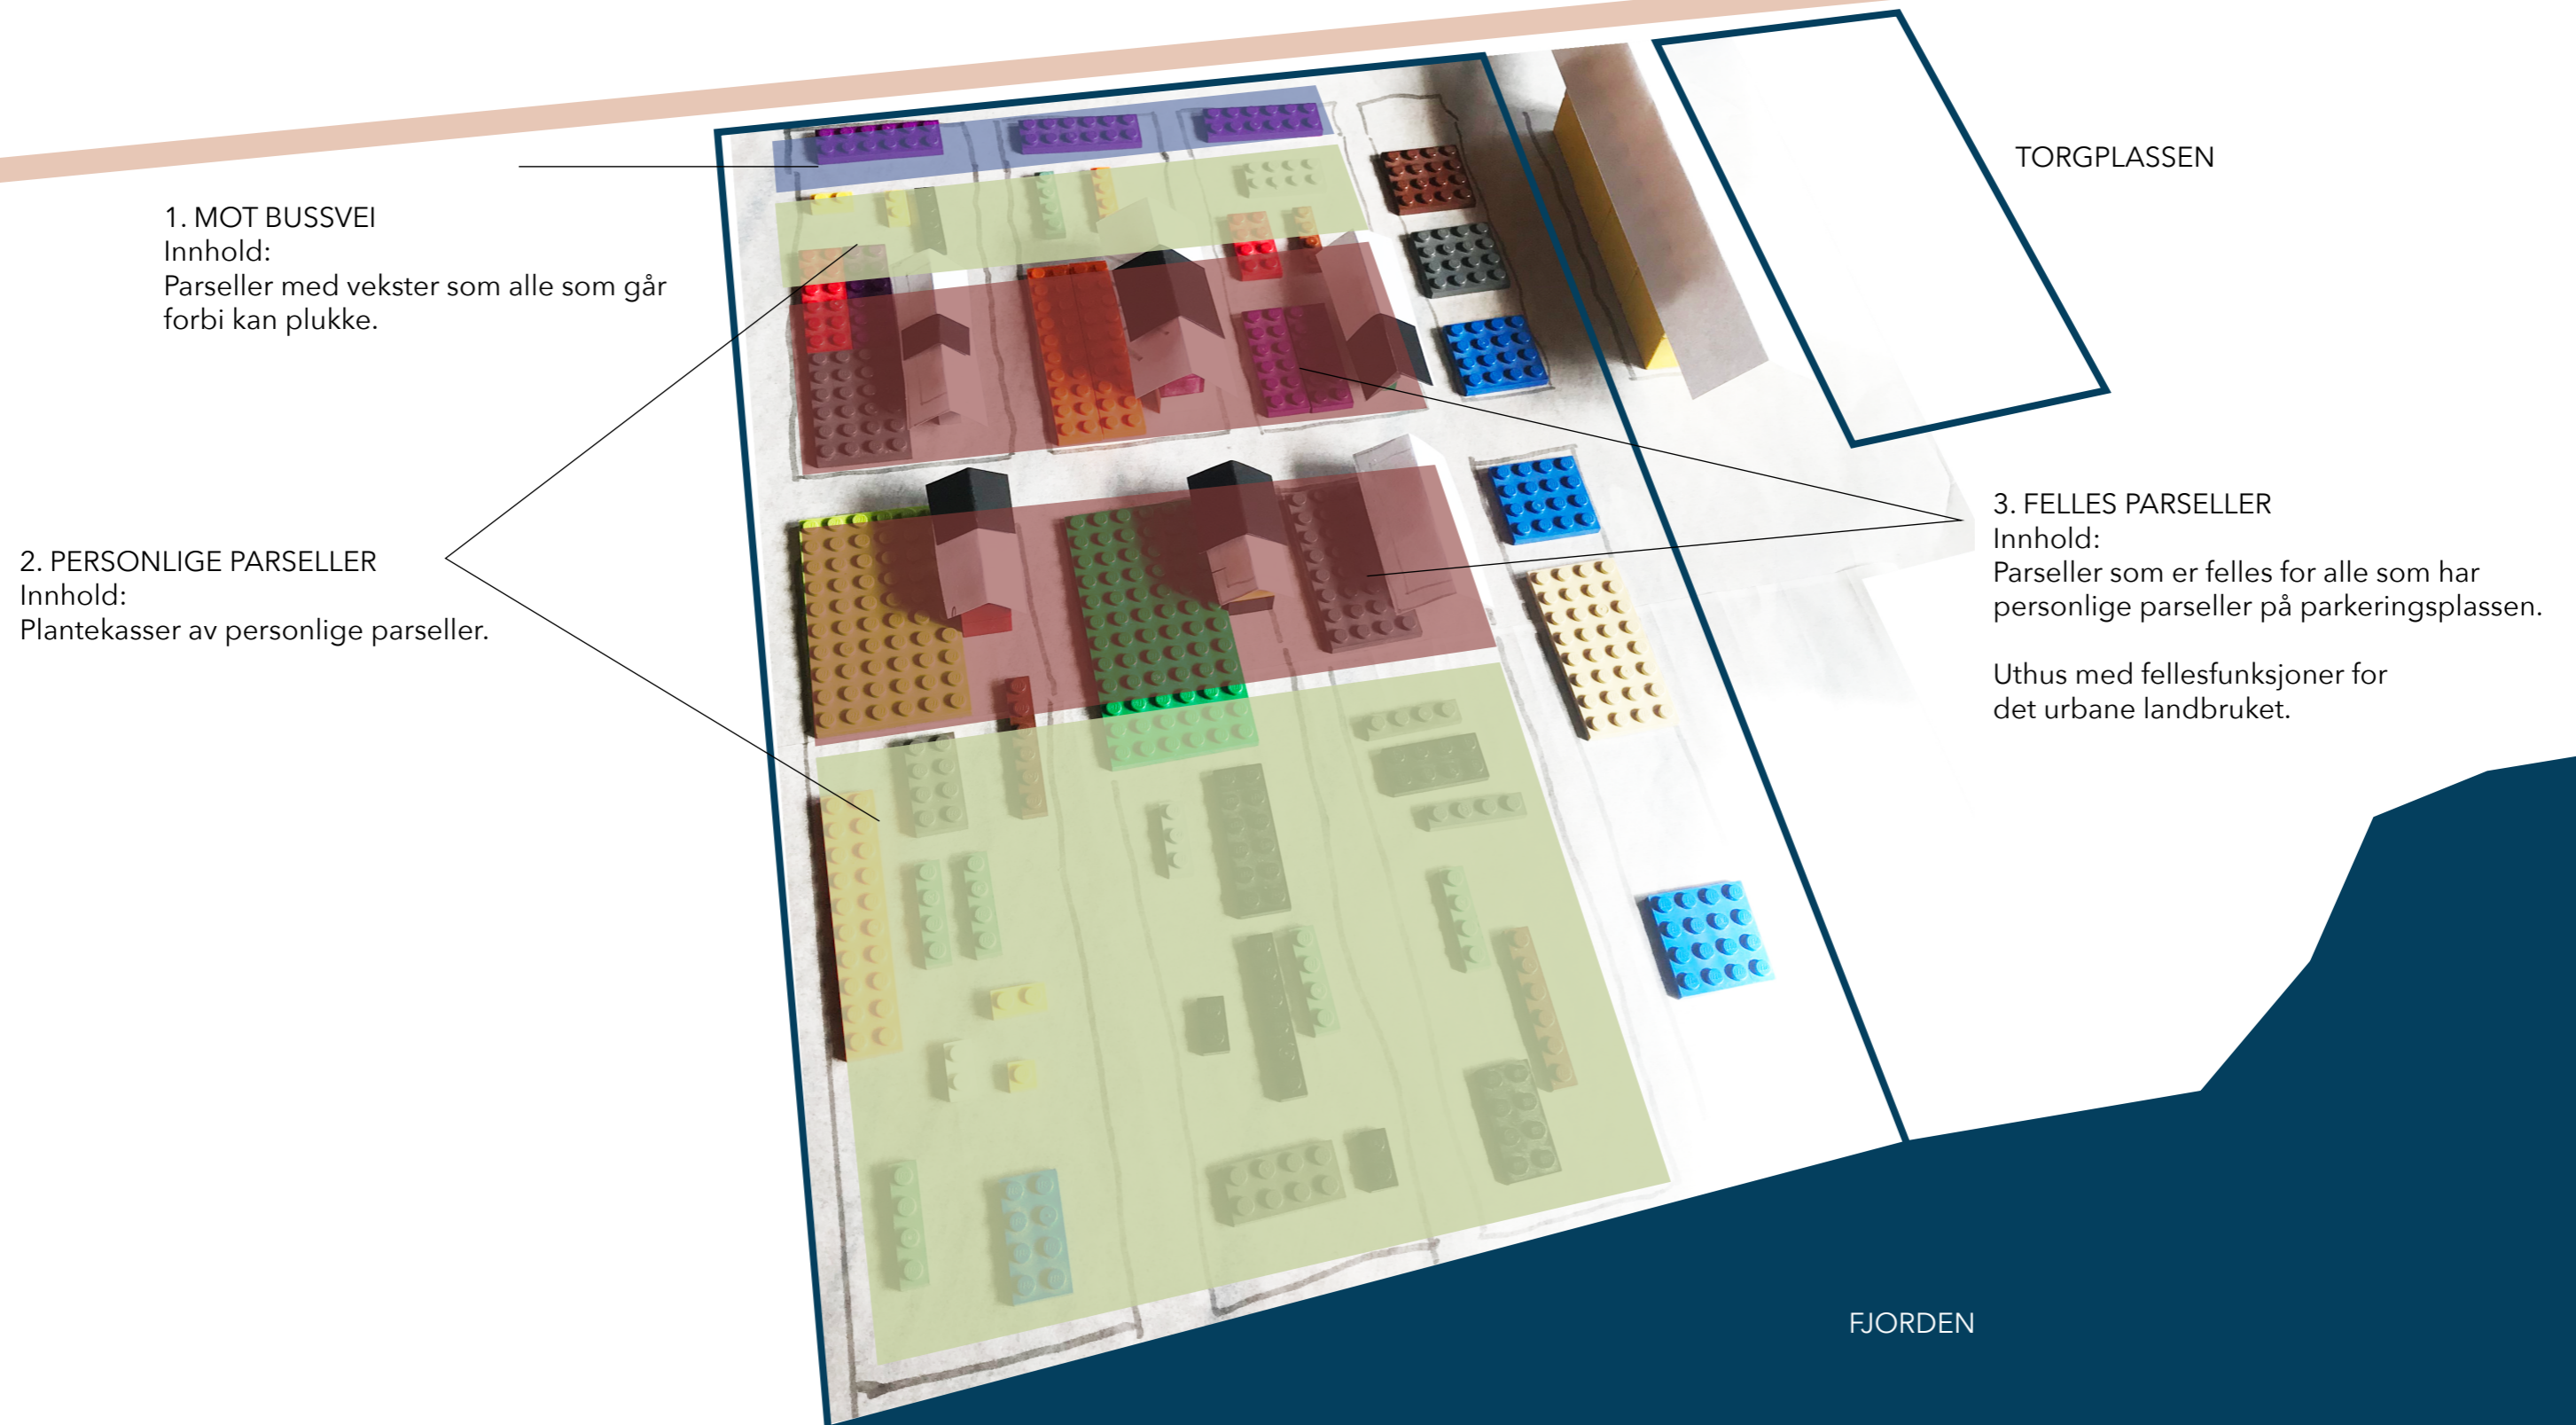 TORGPLASSEN
1. MOT BUSSVEI
Innhold:
Parseller med vekster som alle som går
forbi kan plukke.
2. PERSONLIGE PARSELLER
Innhold:
Plantekasser av personlige parseller.
3. FELLES PARSELLER
Innhold:
Parseller som er felles for alle som har
personlige parseller på parkeringsplassen.
Uthus med fellesfunksjoner for
det urbane landbruket.
FJORDEN